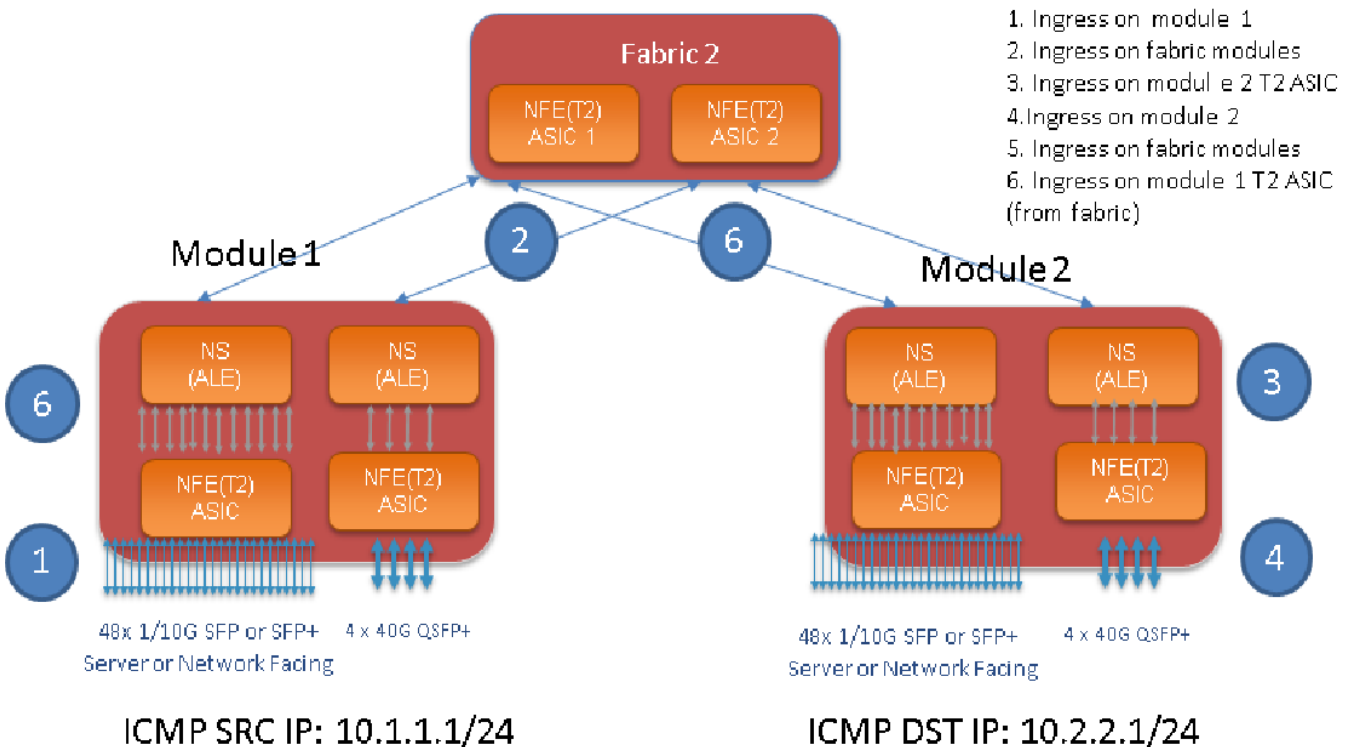 1. Ingress on module 1
2. Ingress on fabric modules
3. Ingress on modul e 2 T2 ASIC
4.Ingress on module 2
5. Ingress on fabric modules
6. Ingress on module 1 T2 ASIC
(from fabric)
Fabric 2
NFE(T2)
ASIC 1
NFE(T2)
ASIC 2
2
6
Module 1
Module 2
NS
(ALE)
NS
(ALE)
NS
(ALE)
NS
(ALE)
6
3
NFE(T2)
ASIC
NFE(T2)
ASIC
NFE(T2)
ASIC
NFE(T2)
ASIC
1
4
48x 1/10G SFP or SFP+
Server or Network Facing
4 x 40G QSFP+
48x 1/10G SFP or SFP+
Server or Network Facing
4 x 40G QSFP+
ICMP SRC IP: 10.1.1.1/24
ICMP DST IP: 10.2.2.1/24